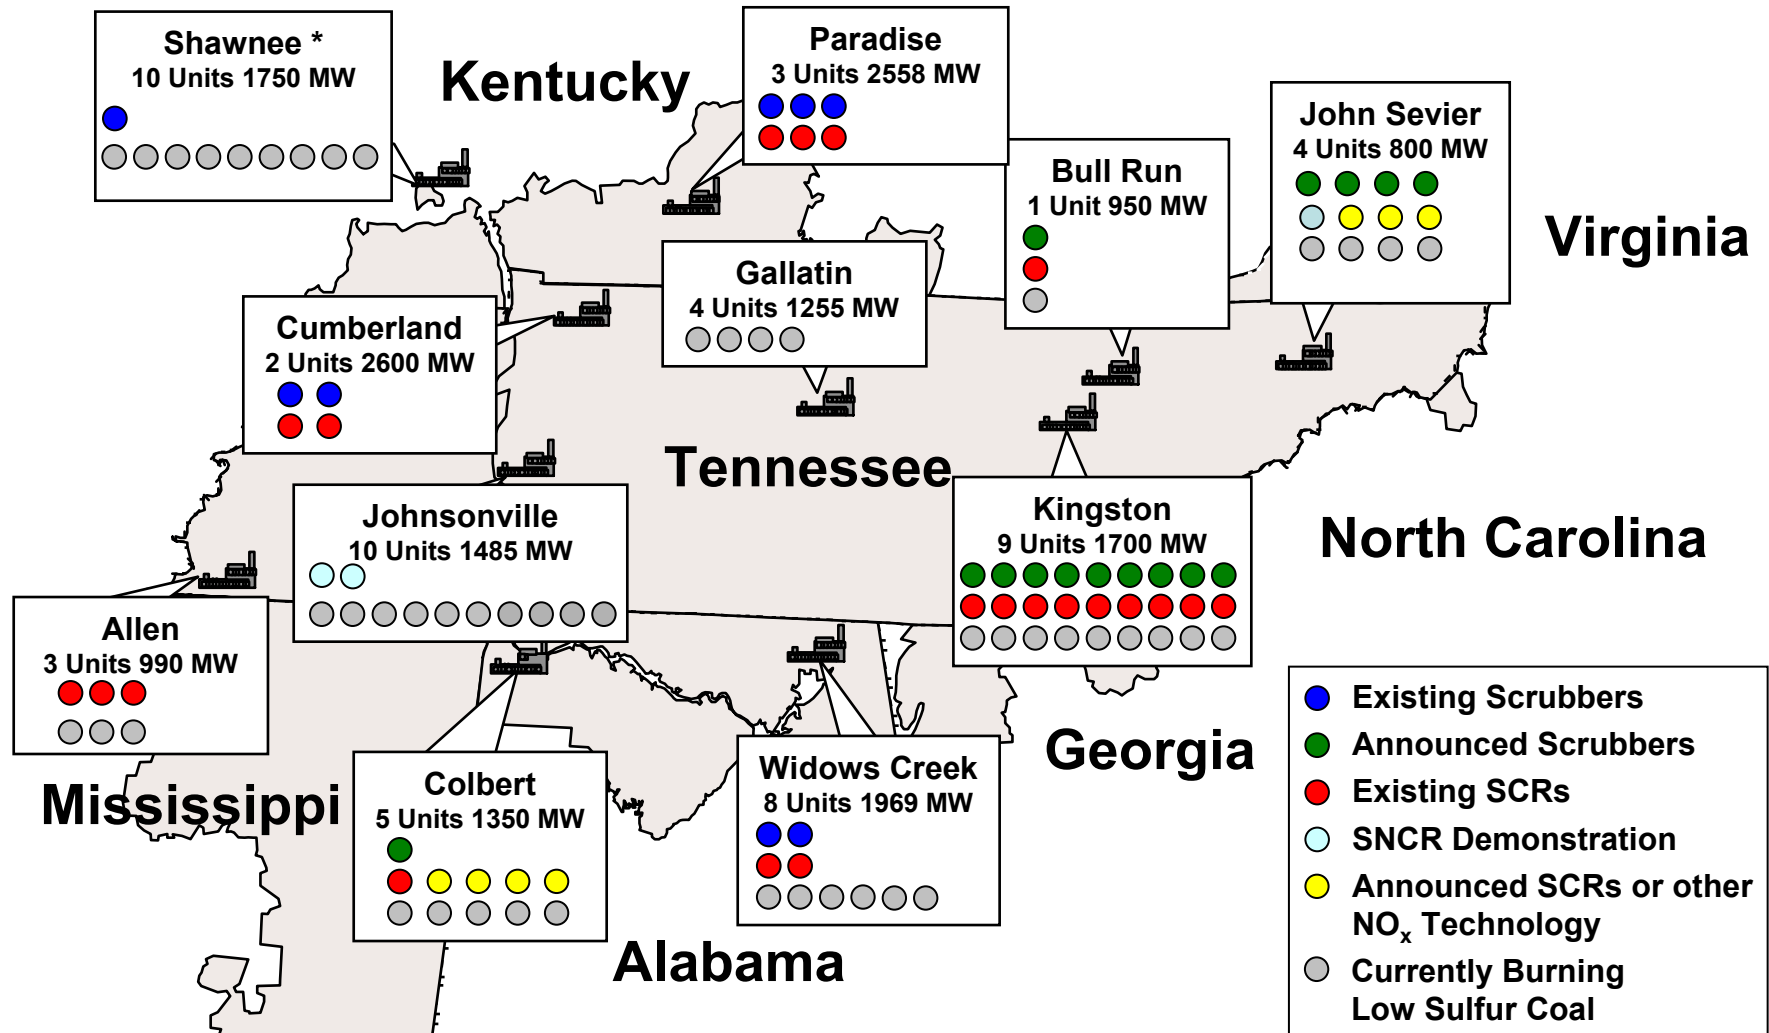 Shawnee *
10 Units 1750 MW
Kentucky
Paradise
3 Units 2558 MW
Bull Run
1 Unit 950 MW
John Sevier
4 Units 800 MW
Virginia
Gallatin
4 Units 1255 MW
Cumberland
2 Units 2600 MW
Tennessee
Johnsonville
10 Units 1485 MW
Kingston
9 Units 1700 MW
North Carolina
Allen
3 Units 990 MW
Mississippi
Colbert
5 Units 1350 MW
Widows Creek
8 Units 1969 MW
Georgia
Alabama
Existing Scrubbers
Announced Scrubbers
Existing SCRs
SNCR Demonstration
Announced SCRs or other
NOx Technology
Currently Burning
Low Sulfur Coal